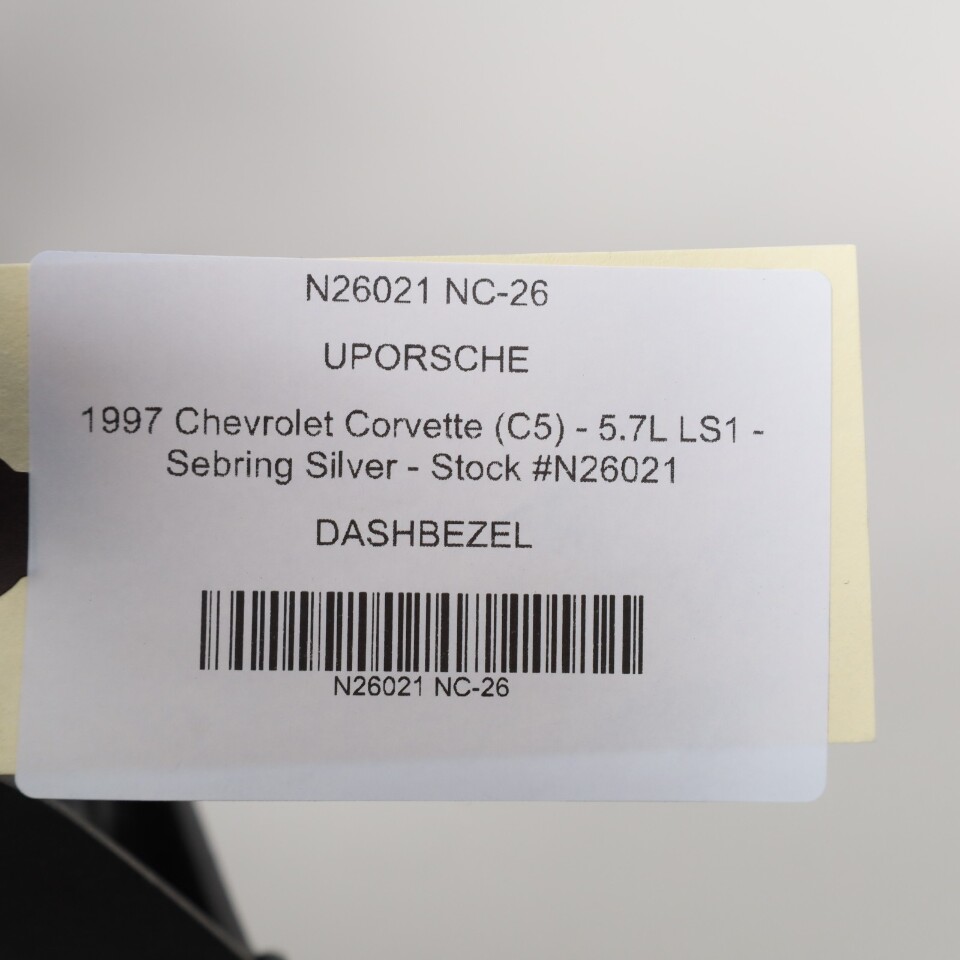 N26021 NC-26
UPORSCHE
1997 Chevrolet Corvette (C5) - 5.7L LS1 -
Sebring Silver - Stock #N26021
DASHBEZEL
N26021 NC-26